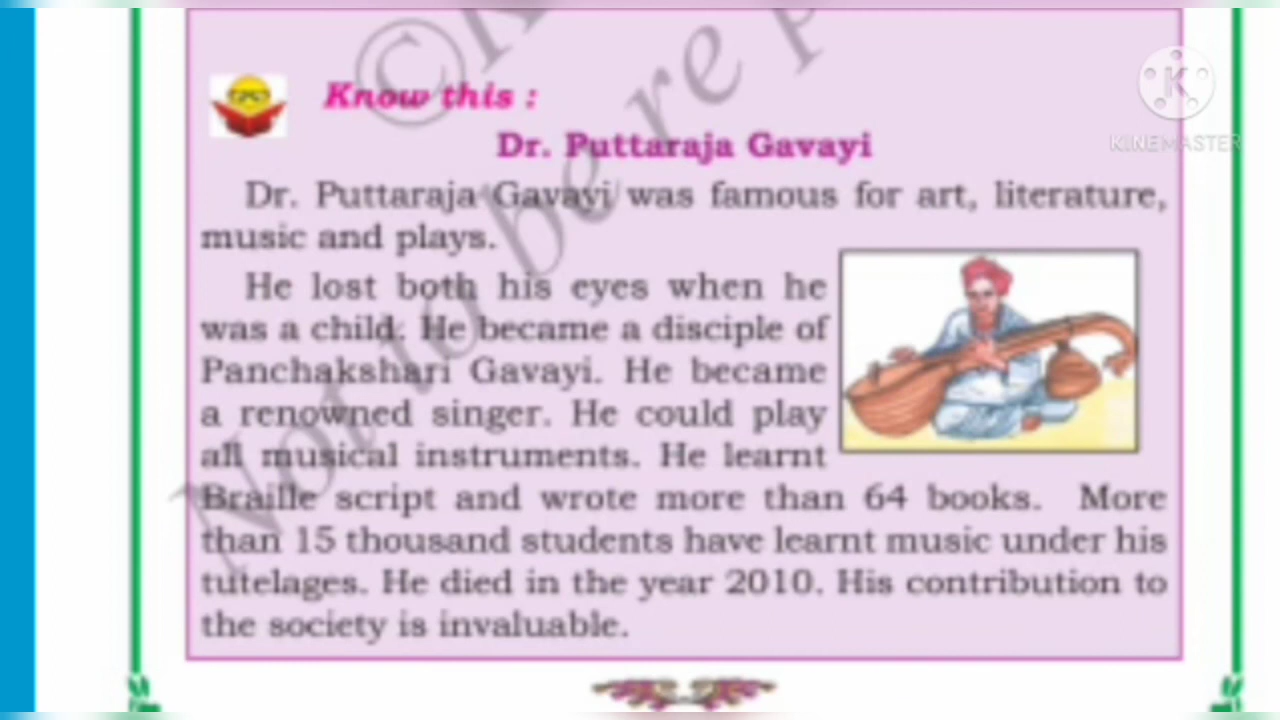 Know this :
Dr. Puttaraja Gavayi
Dr. Puttaraja Gavayi was famous for art, literature,
music and plays.
He lost both his eyes when he
was a child. He became a disciple of
Panchakshari Gavayi. He became
a renowned singer. He could play
all musical instruments. He learnt
Braille script and wrote more than 64 books. More
than 15 thousand students have learnt music under his
tutelages. He died in the year 2010. His contribution to
the society is invaluable.
©K
Not to be re p
K
KINEMASTER